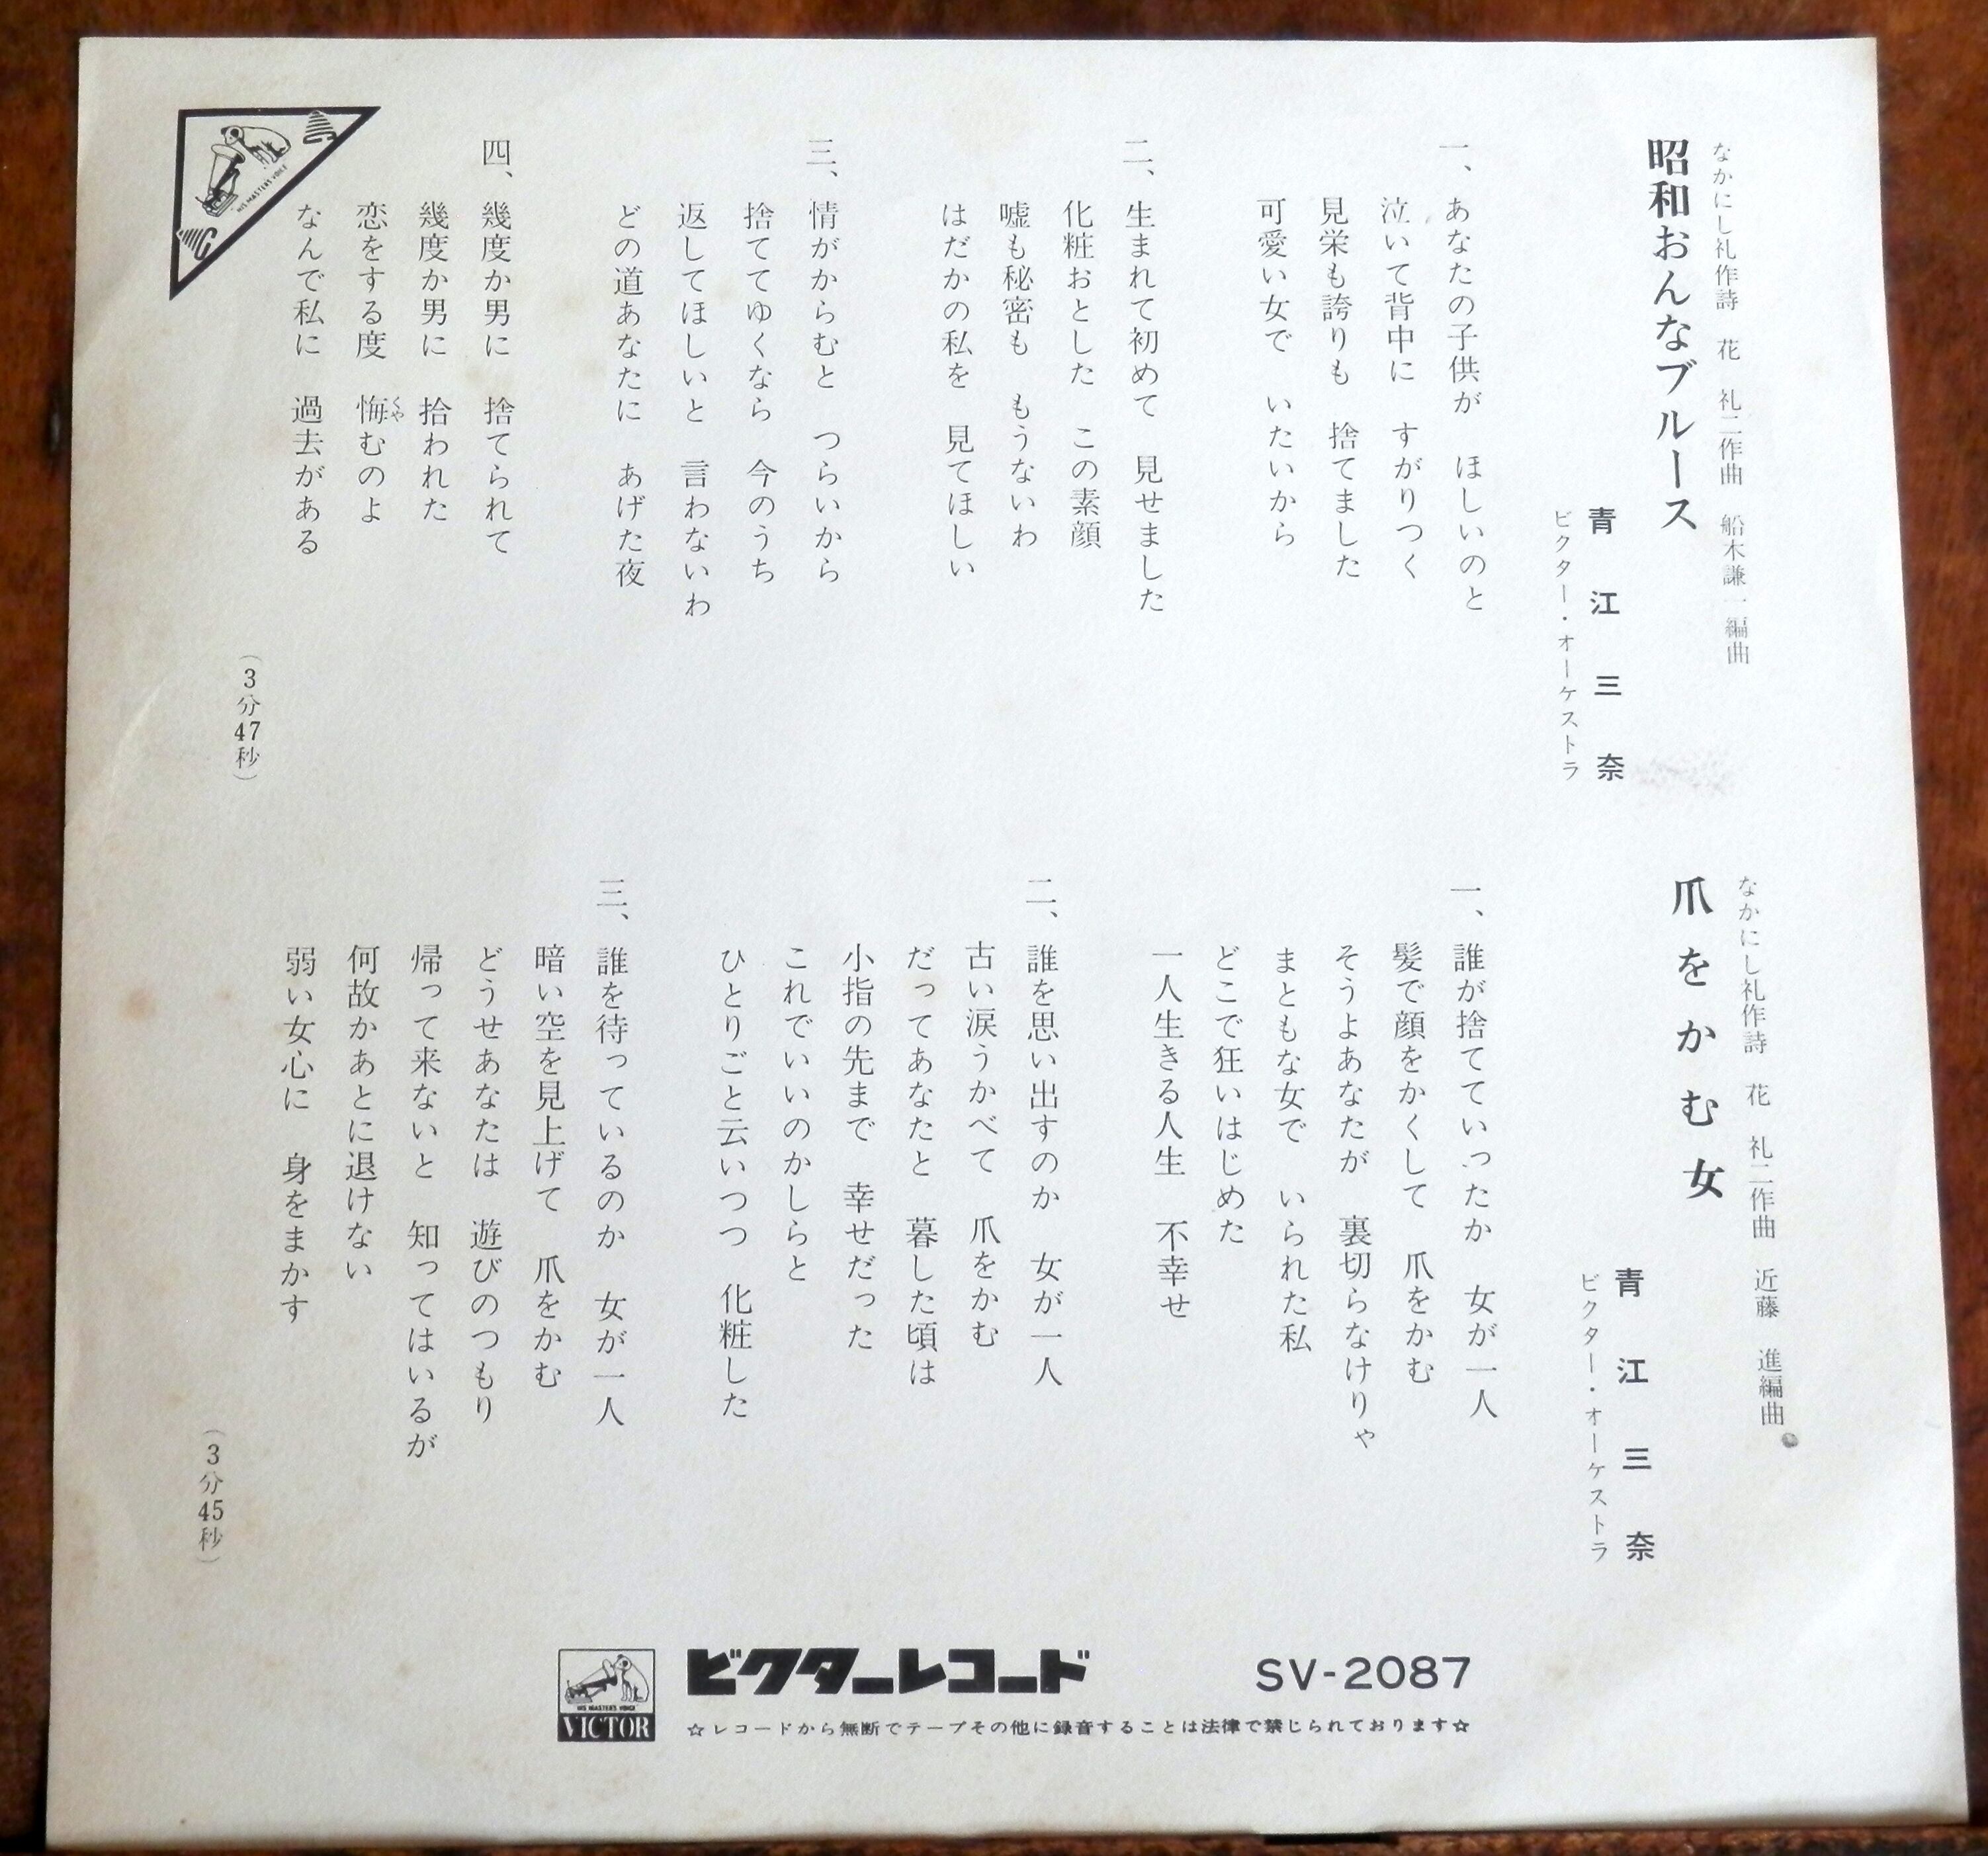 なかにし礼作詩　花　礼二作曲　船木謙一編曲
昭和おんなブルース
青江三奈
ビクター・オーケストラ
一、あなたの子供が　ほしいのと
泣いて背中に　すがりつく
見栄も誇りも　捨てました
可愛い女で　いたいから
二、生まれて初めて　見せました
化粧おとした　この素顔
嘘も秘密も　もうないわ
はだかの私を　見てほしい
三、情がからむと　つらいから
捨ててゆくなら　今のうち
返してほしいと　言わないわ
どの道あなたに　あげた夜
四、幾度か男に　捨てられて
幾度か男に　拾われた
恋をする度　悔むのよ
くや
なんで私に　過去がある
（3分47秒）
HIS MASTER'S VOICE
なかにし礼作詩　花　礼二作曲　近藤　進編曲
爪をかむ女
青江三奈
ビクター・オーケストラ
一、誰が捨てていったか　女が一人
髪で顔をかくして　爪をかむ
そうよあなたが　裏切らなけりゃ
まともな女で　いられた私
どこで狂いはじめた
一人生きる人生　不幸せ
二、誰を思い出すのか　女が一人
古い涙うかべて　爪をかむ
だってあなたと　暮した頃は
小指の先まで　幸せだった
これでいいのかしらと
ひとりごと云いつつ　化粧した
三、誰を待っているのか　女が一人
暗い空を見上げて　爪をかむ
どうせあなたは　遊びのつもり
帰って来ないと　知ってはいるが
何故かあとに退けない
弱い女心に　身をまかす
（3分45秒）
HIS MASTER'S VOICE
VICTOR
ビクターレコード
SV-2087
☆レコードから無断でテープその他に録音することは法律で禁じられております☆